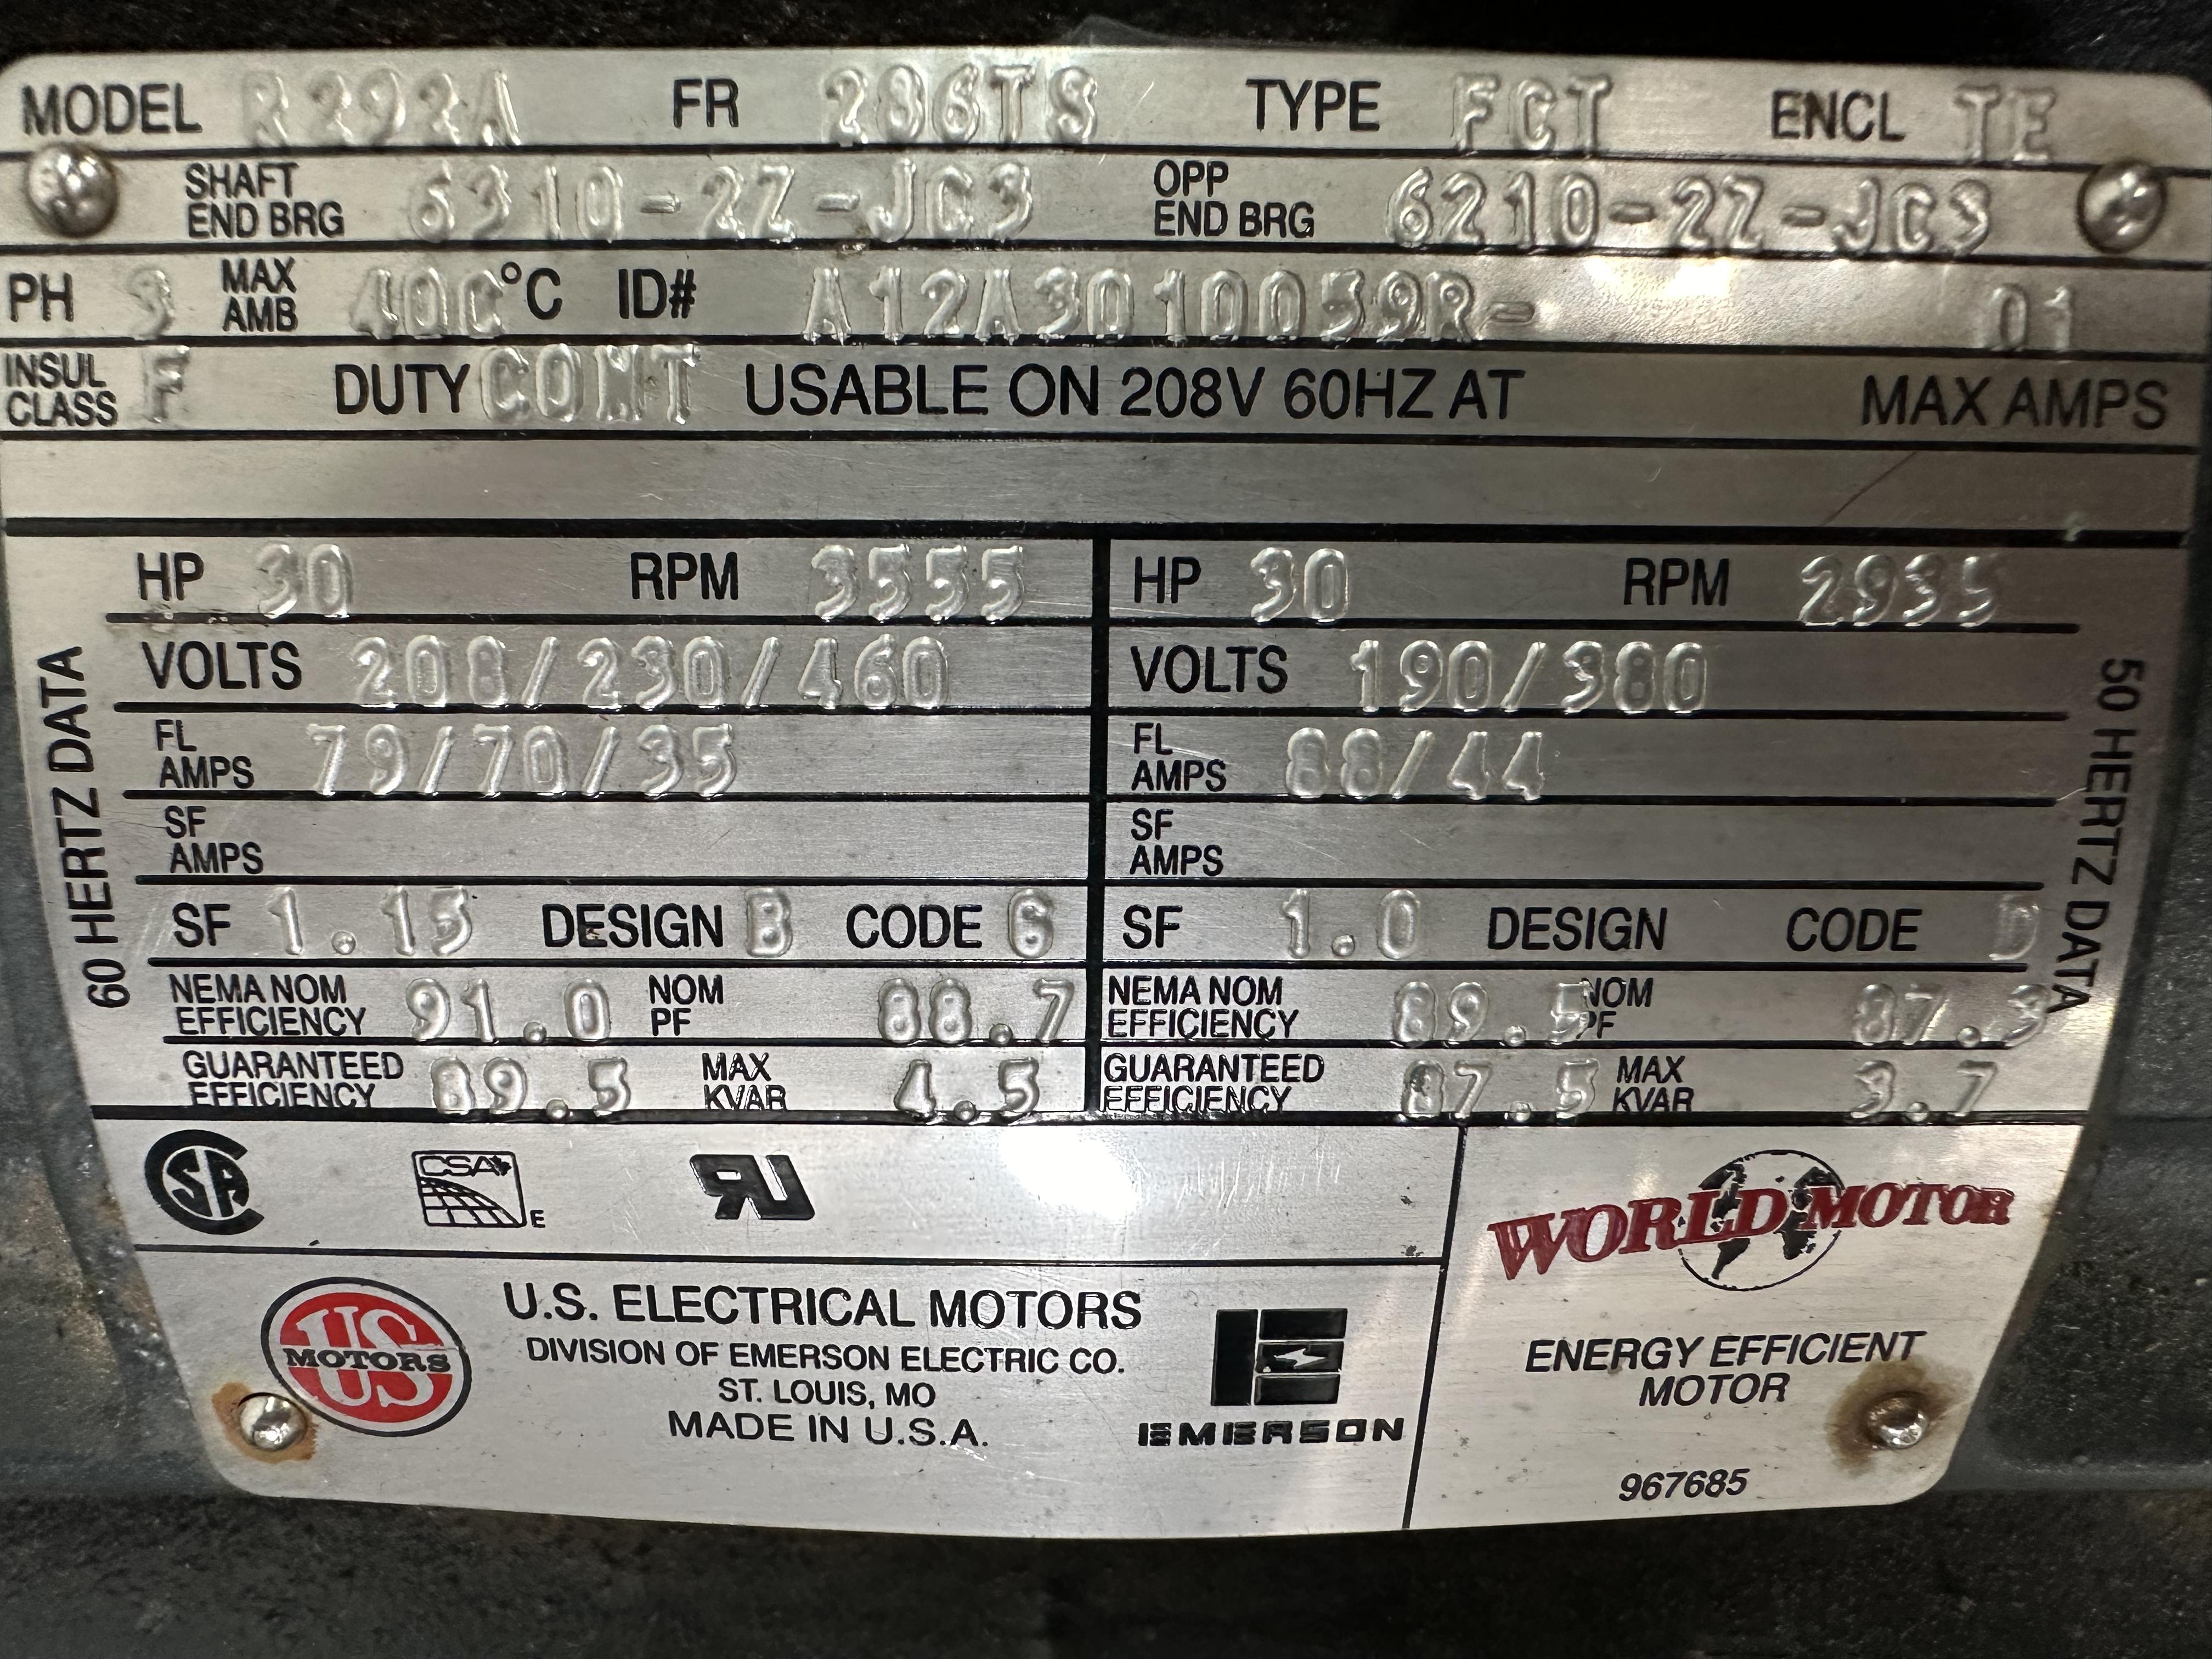 MODEL R292A FR 286TS TYPE FCT ENCL TE
SHAFT END BRG 6310-2Z-JC3 OPP END BRG 6210-2Z-JC3
PH 3 MAX AMB 40C°C ID# A12A3010059R- 01
INSUL CLASS F DUTY CONT USABLE ON 208V 60HZ AT MAX AMPS
60 HERTZ DATA
HP 30 RPM 3555
VOLTS 208/230/460
FL AMPS 79/70/35
SF AMPS
SF 1.15 DESIGN B CODE G
NEMA NOM EFFICIENCY 91.0 NOM PF 88.7
GUARANTEED EFFICIENCY 89.5 MAX KVAR 4.5
50 HERTZ DATA
HP 30 RPM 2935
VOLTS 190/380
FL AMPS 88/44
SF AMPS
SF 1.0 DESIGN CODE D
NEMA NOM EFFICIENCY 89.5 NOM PF 87.3
GUARANTEED EFFICIENCY 87.5 MAX KVAR 3.7
CSA
CSA E
RU
US MOTORS
U.S. ELECTRICAL MOTORS
DIVISION OF EMERSON ELECTRIC CO.
ST. LOUIS, MO
MADE IN U.S.A.
EMERSON
WORLD MOTOR
ENERGY EFFICIENT
MOTOR
967685